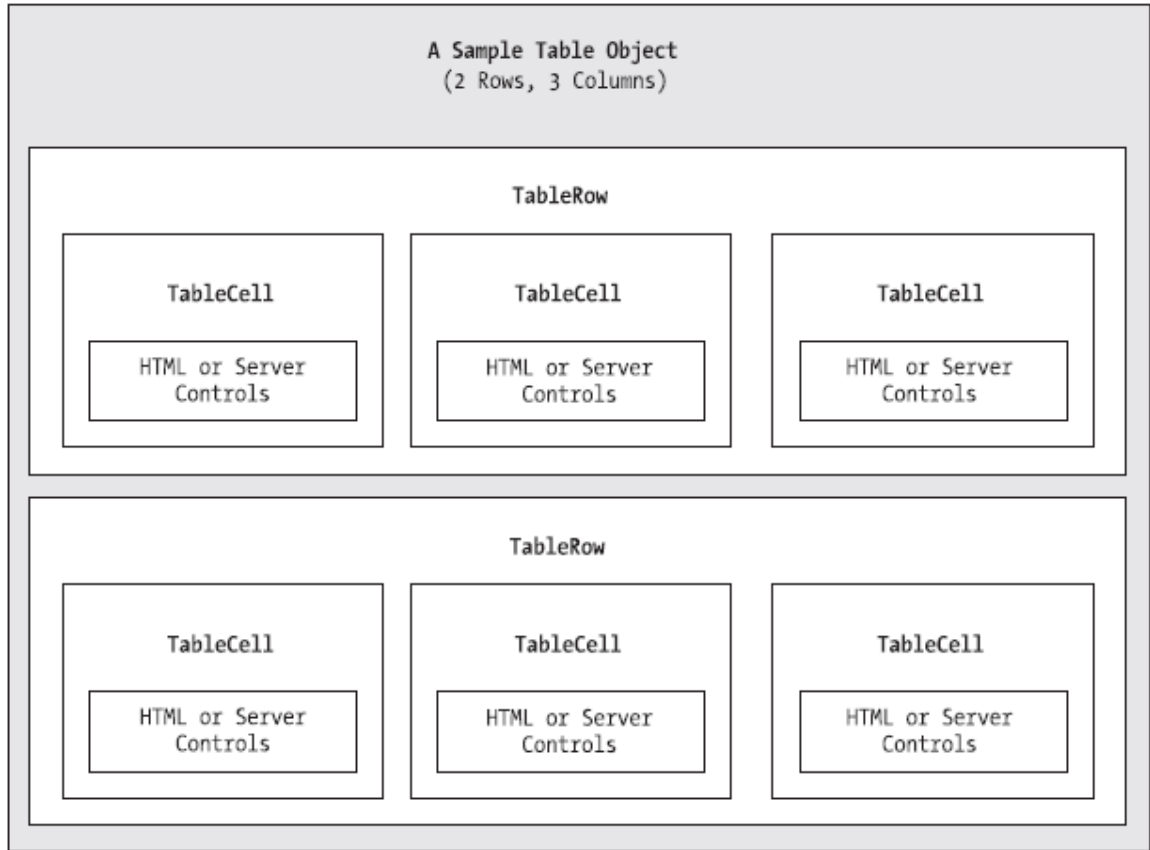 A Sample Table Object
(2 Rows, 3 Columns)
TableRow
TableCell
HTML or Server
Controls
TableCell
HTML or Server
Controls
TableCell
HTML or Server
Controls
TableRow
TableCell
HTML or Server
Controls
TableCell
HTML or Server
Controls
TableCell
HTML or Server
Controls